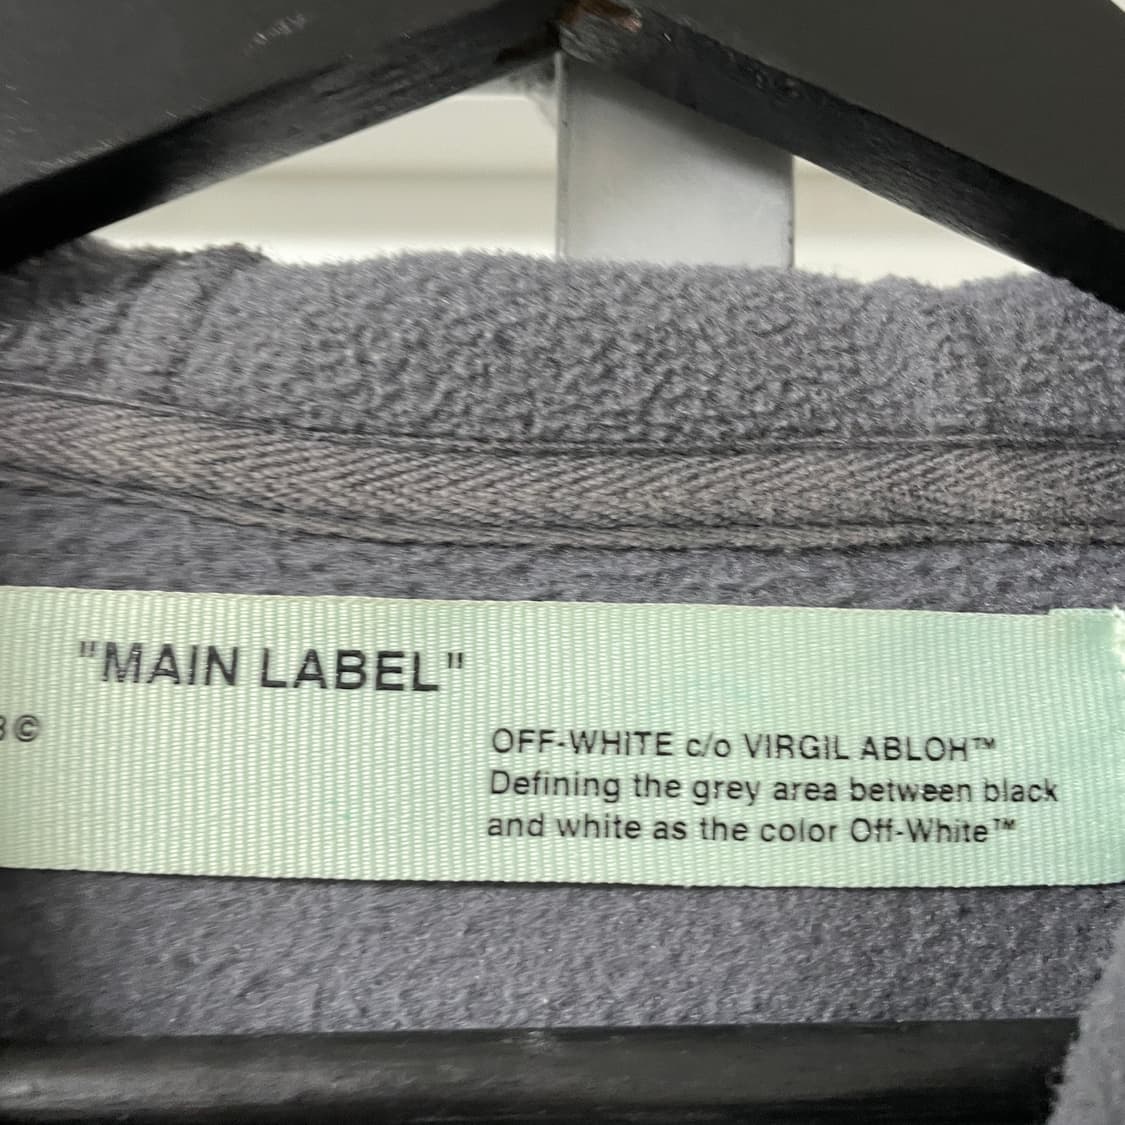 "MAIN LABEL"
©
OFF-WHITE c/o VIRGIL ABLOH™
Defining the grey area between black
and white as the color Off-White™